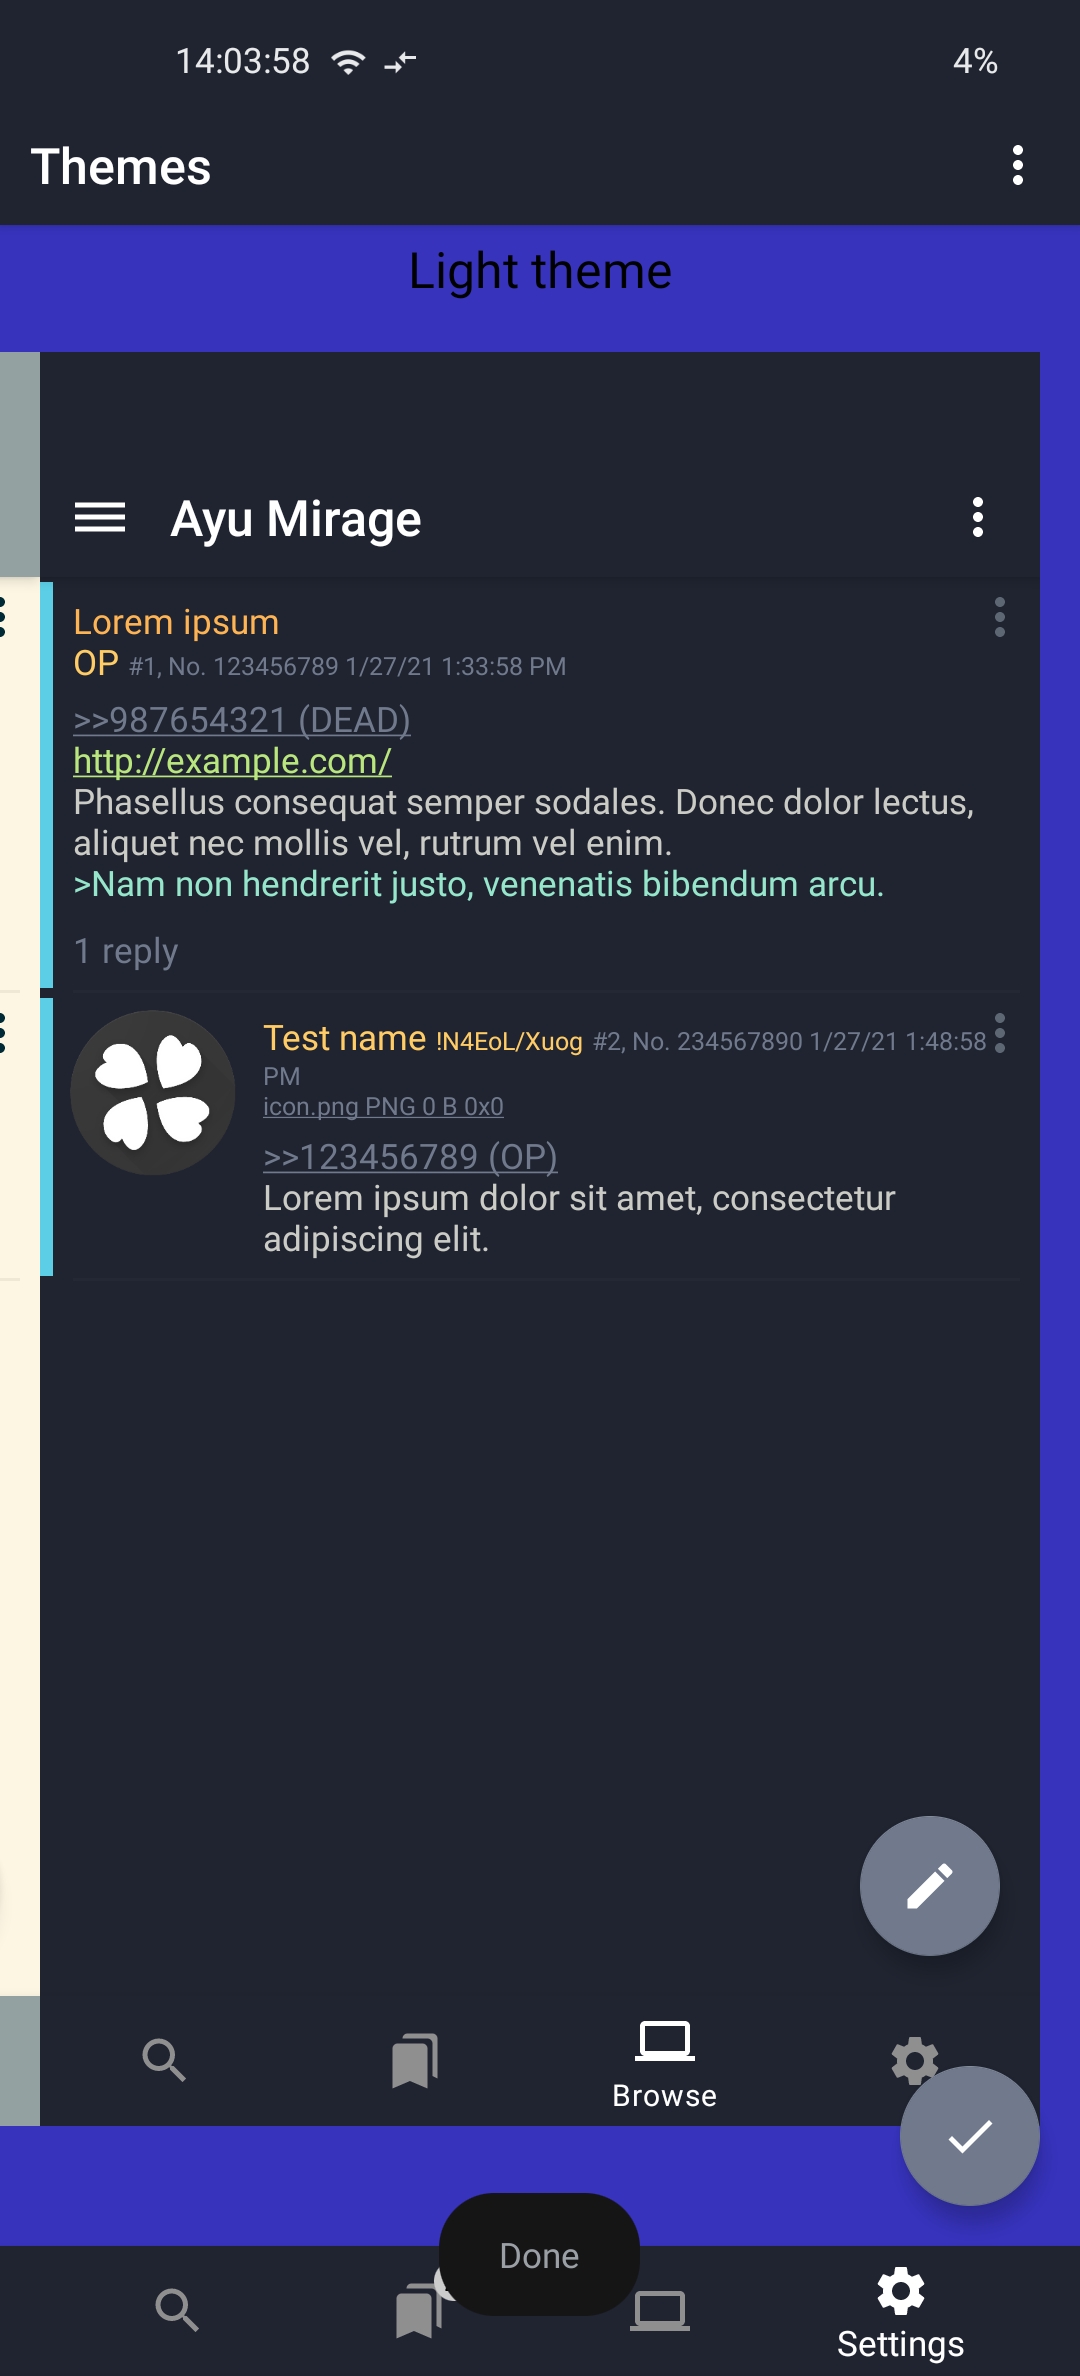 14:03:58 4%
Themes
Light theme
Ayu Mirage
Lorem ipsum
OP #1, No. 123456789 1/27/21 1:33:58 PM
>>987654321 (DEAD)
http://example.com/
Phasellus consequat semper sodales. Donec dolor lectus,
aliquet nec mollis vel, rutrum vel enim.
>Nam non hendrerit justo, venenatis bibendum arcu.
1 reply
Test name !N4EoL/Xuog #2, No. 234567890 1/27/21 1:48:58
PM
icon.png PNG 0 B 0x0
>>123456789 (OP)
Lorem ipsum dolor sit amet, consectetur
adipiscing elit.
Browse
Done
Settings